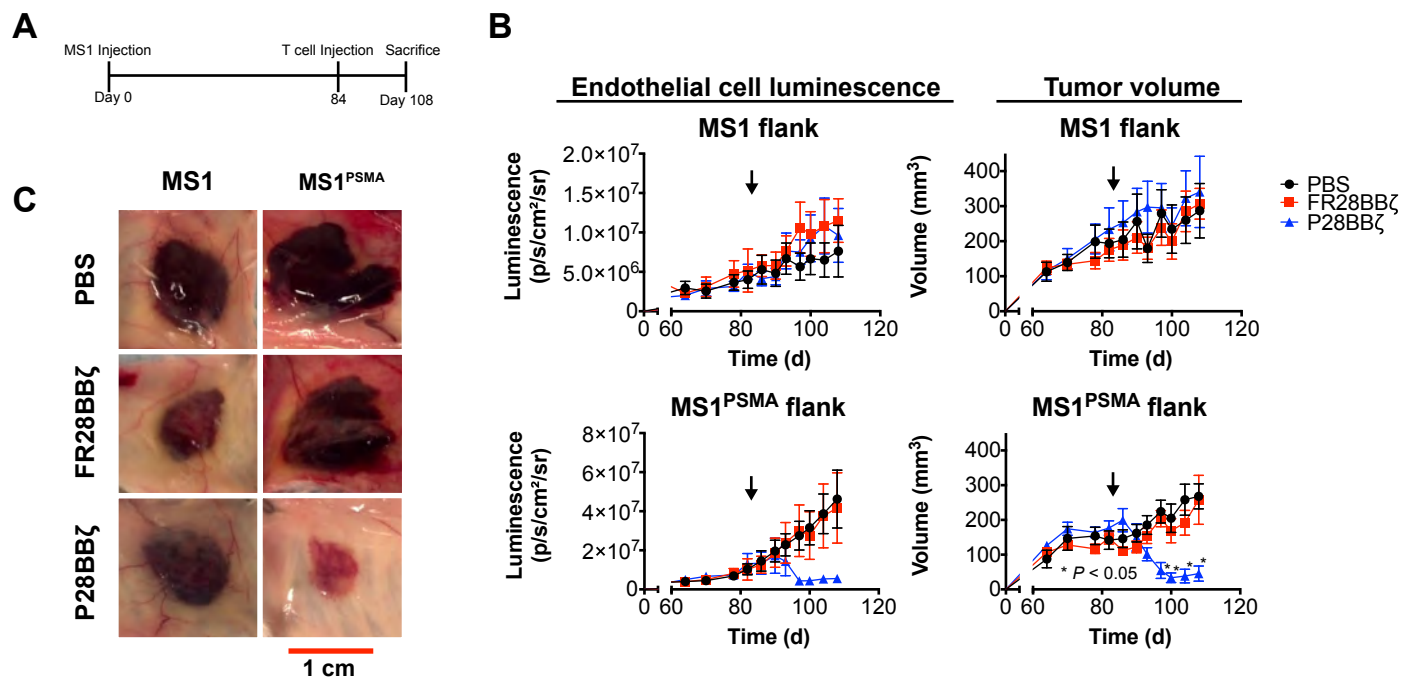 A
MS1 Injection
T cell Injection
Sacrifice
Day 0
84
Day 108
B
Endothelial cell luminescence
Tumor volume
MS1 flank
Luminescence
(p/s/cm²/sr)
2.0×10⁷
1.5×10⁷
1.0×10⁷
5.0×10⁶
0
0 60 80 100 120
Time (d)
MS1 flank
Volume (mm³)
400
300
200
100
0
0 60 80 100 120
Time (d)
PBS
FR28BBζ
P28BBζ
MS1ᴾˢᴹᴬ flank
Luminescence
(p/s/cm²/sr)
8×10⁷
6×10⁷
4×10⁷
2×10⁷
0
0 60 80 100 120
Time (d)
MS1ᴾˢᴹᴬ flank
Volume (mm³)
400
300
200
100
0
* P < 0.05
* * * *
0 60 80 100 120
Time (d)
C
MS1
MS1ᴾˢᴹᴬ
PBS
FR28BBζ
P28BBζ
1 cm